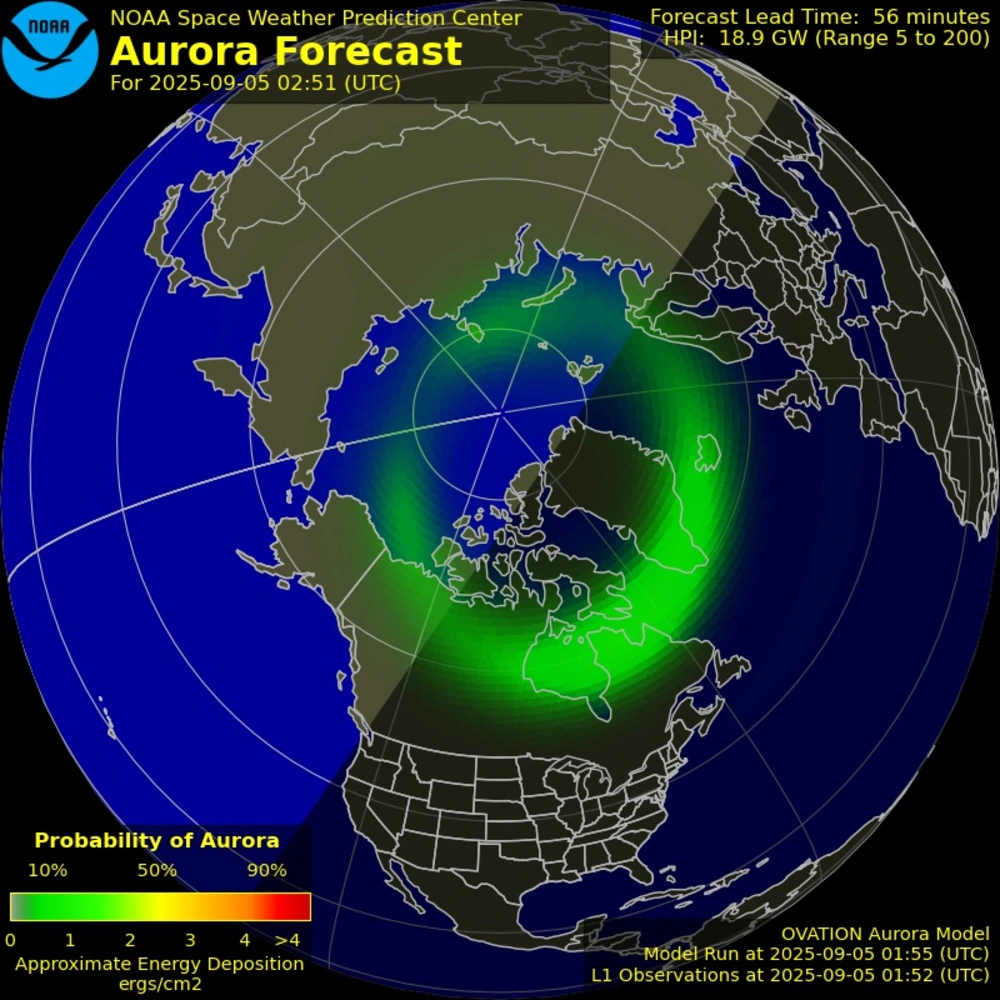 NOAA
NOAA Space Weather Prediction Center
Aurora Forecast
For 2025-09-05 02:51 (UTC)
Forecast Lead Time: 56 minutes
HPI: 18.9 GW (Range 5 to 200)
Probability of Aurora
10% 50% 90%
0 1 2 3 4 >4
Approximate Energy Deposition
ergs/cm2
OVATION Aurora Model
Model Run at 2025-09-05 01:55 (UTC)
L1 Observations at 2025-09-05 01:52 (UTC)